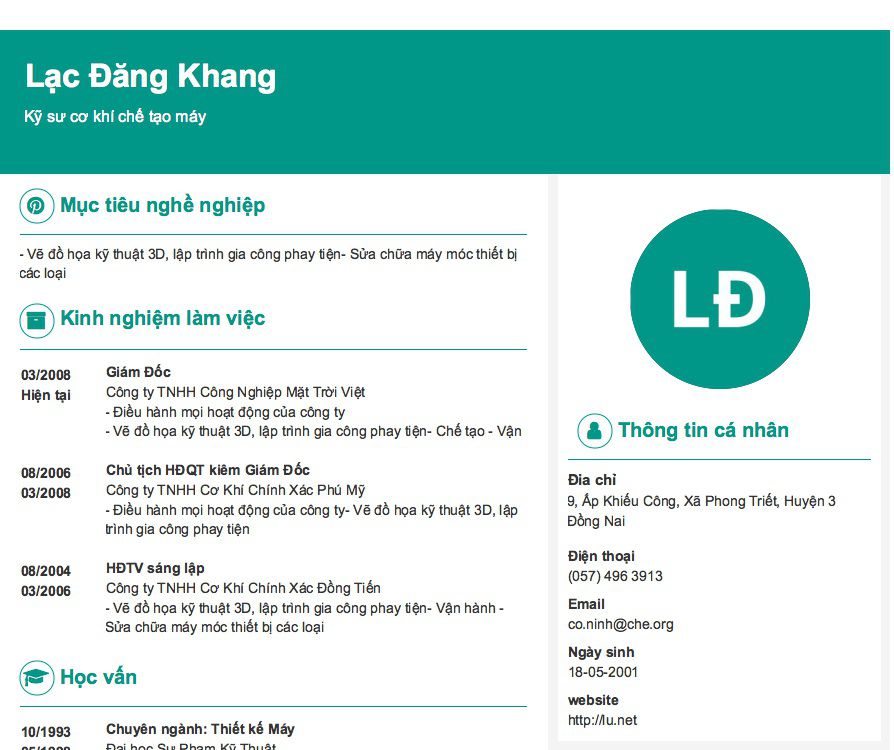 Lạc Đăng Khang
Kỹ sư cơ khí chế tạo máy
Mục tiêu nghề nghiệp
- Vẽ đồ họa kỹ thuật 3D, lập trình gia công phay tiện- Sửa chữa máy móc thiết bị
các loại
Kinh nghiệm làm việc
03/2008
Hiện tại
Giám Đốc
Công ty TNHH Công Nghiệp Mặt Trời Việt
- Điều hành mọi hoạt động của công ty
- Vẽ đồ họa kỹ thuật 3D, lập trình gia công phay tiện- Chế tạo - Vận
08/2006
03/2008
Chủ tịch HĐQT kiêm Giám Đốc
Công ty TNHH Cơ Khí Chính Xác Phú Mỹ
- Điều hành mọi hoạt động của công ty- Vẽ đồ họa kỹ thuật 3D, lập
trình gia công phay tiện
08/2004
03/2006
HĐTV sáng lập
Công ty TNHH Cơ Khí Chính Xác Đồng Tiến
- Vẽ đồ họa kỹ thuật 3D, lập trình gia công phay tiện- Vận hành -
Sửa chữa máy móc thiết bị các loại
Học vấn
10/1993
Chuyên ngành: Thiết kế Máy
Đại học Sư Phạm Kỹ Thuật
LĐ
Thông tin cá nhân
Đia chỉ
9, Ấp Khiếu Công, Xã Phong Triết, Huyện 3
Đồng Nai
Điện thoại
(057) 496 3913
Email
co.ninh@che.org
Ngày sinh
18-05-2001
website
http://lu.net